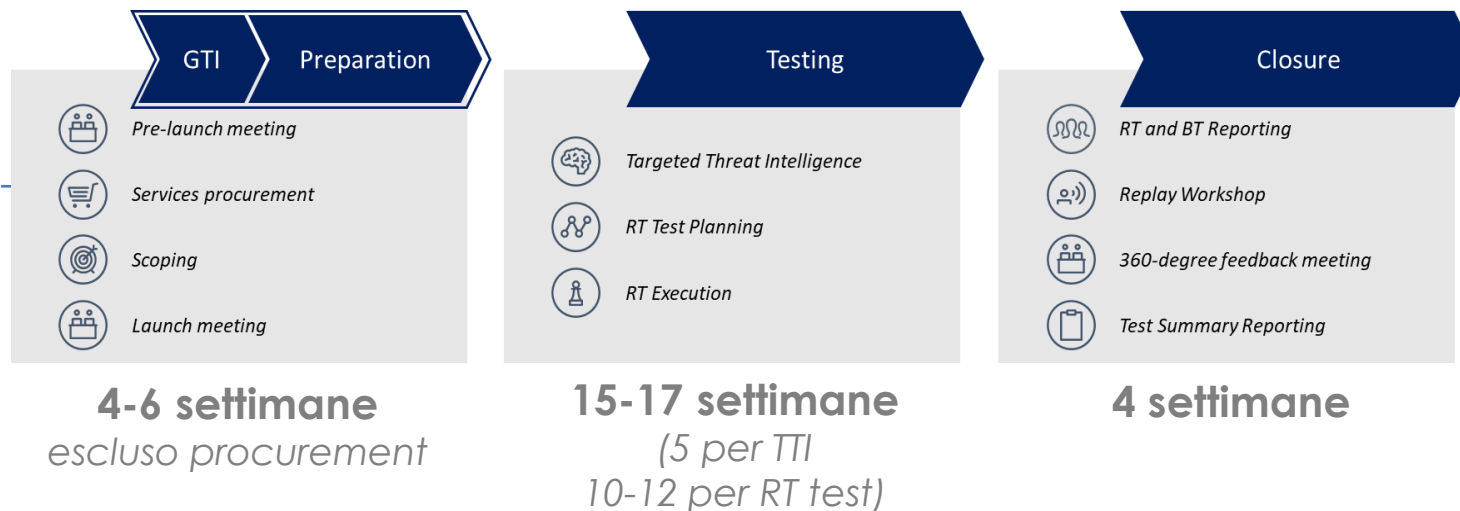 GTI
Preparation
Pre-launch meeting
Services procurement
Scoping
Launch meeting
4-6 settimane
escluso procurement
Testing
Targeted Threat Intelligence
RT Test Planning
RT Execution
15-17 settimane
(5 per TTI
10-12 per RT test)
Closure
RT and BT Reporting
Replay Workshop
360-degree feedback meeting
Test Summary Reporting
4 settimane